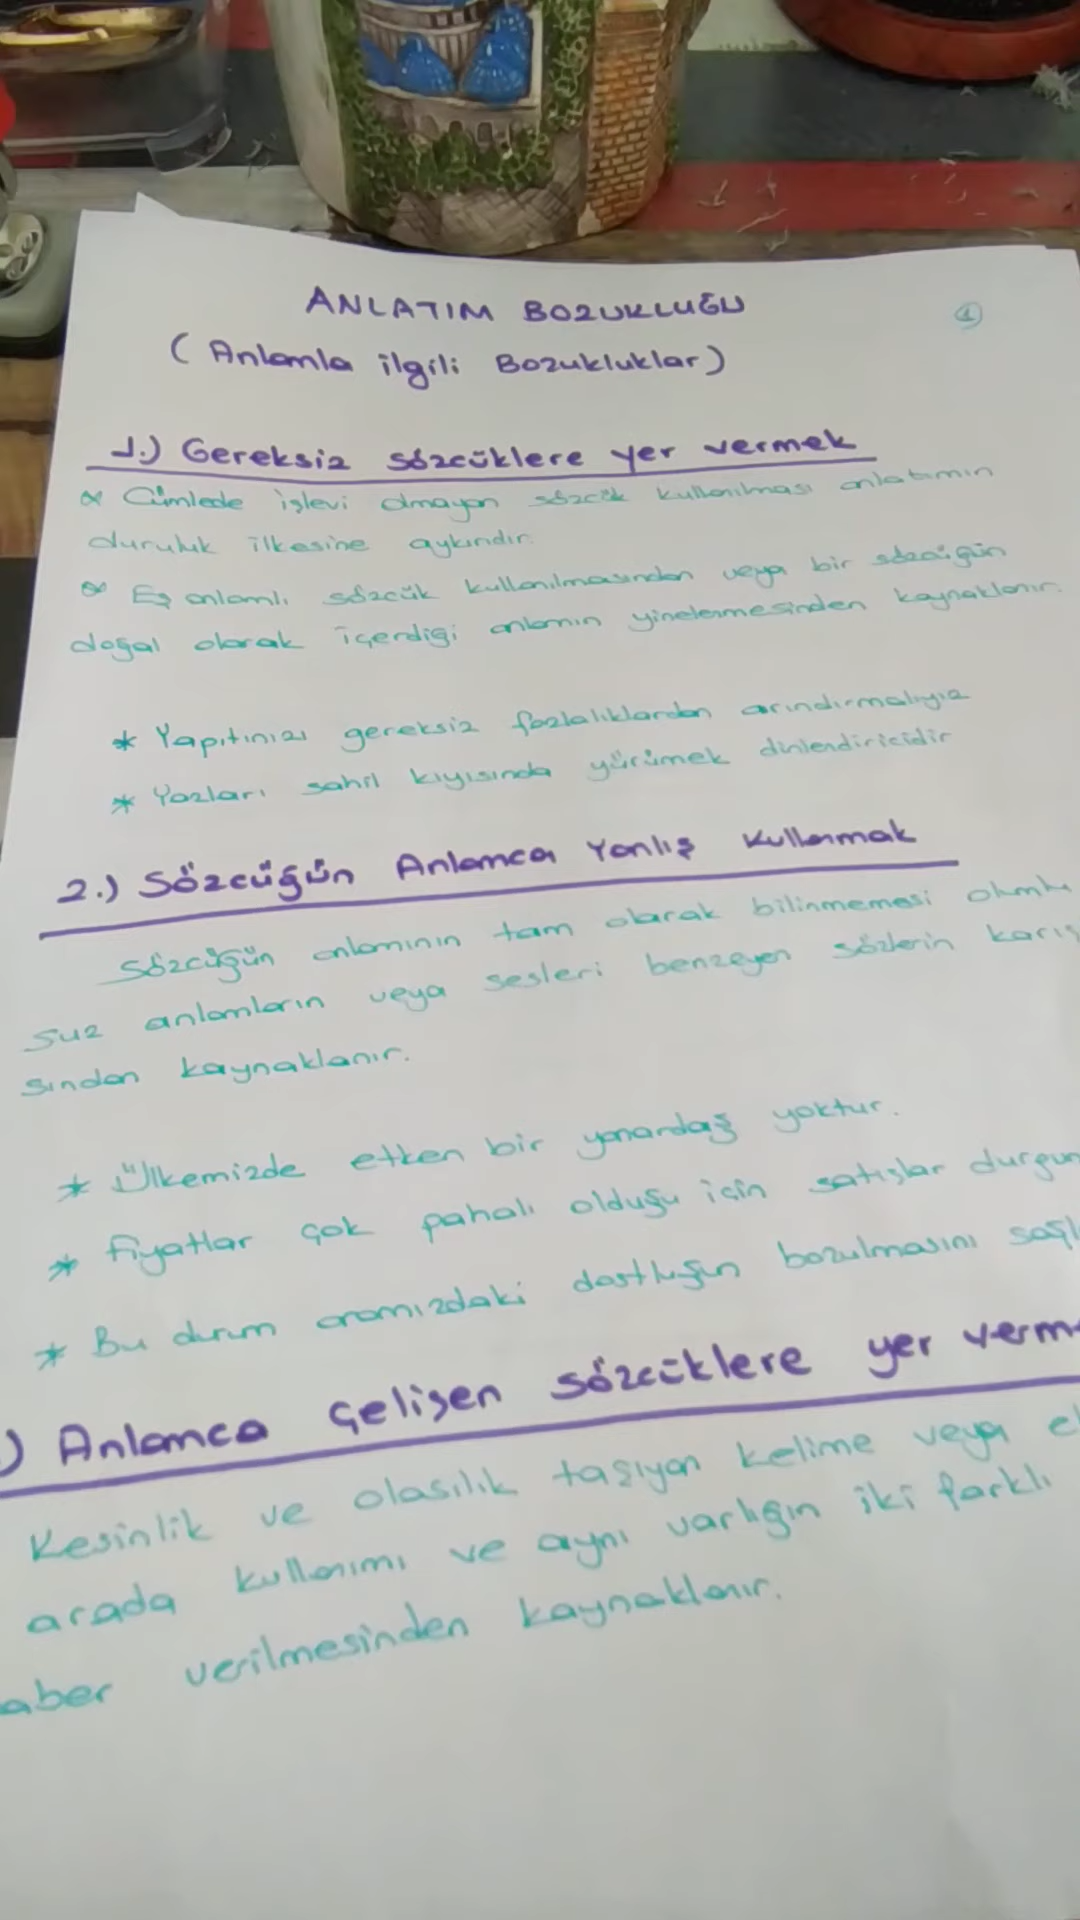 ANLATIM BOZUKLUĞU
①
(Anlamla ilgili Bozukluklar)
1.) Gereksiz sözcüklere yer vermek
∝ Cümlede işlevi olmayan sözcük kullanılması anlatımın
duruluk ilkesine aykırıdır.
∝ Eş anlamlı sözcük kullanılmasından veya bir sözcüğün
doğal olarak içerdiği anlamın yinelenmesinden kaynaklanır.
* Yapıtınızı gereksiz fazlalıklardan arındırmalıyız
* Yazları sahil kıyısında yürümek dinlendiricidir
2.) Sözcüğün Anlamca Yanlış Kullanmak
Sözcüğün anlamının tam olarak bilinmemesi olumlu
suz anlamların veya sesleri benzeyen sözlerin karış
sından kaynaklanır.
* Ülkemizde etken bir yanardağ yoktur.
* Fiyatlar çok pahalı olduğu için satışlar durgun
* Bu durum aramızdaki dostluğun bozulmasını sağl
) Anlamca Çelişen sözcüklere yer verm
Kesinlik ve olasılık taşıyan kelime veya e
arada kullanımı ve aynı varlığın iki farklı
aber verilmesinden kaynaklanır.